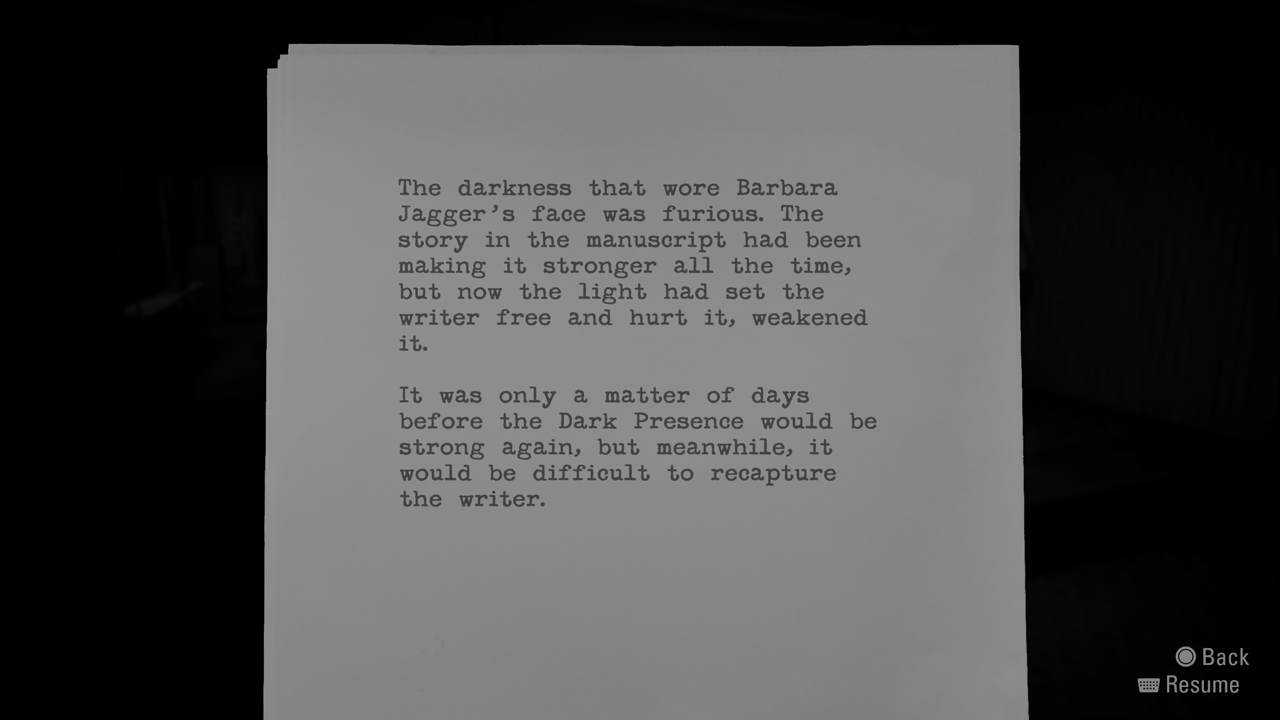 The darkness that wore Barbara
Jagger's face was furious. The
story in the manuscript had been
making it stronger all the time,
but now the light had set the
writer free and hurt it, weakened
it.
It was only a matter of days
before the Dark Presence would be
strong again, but meanwhile, it
would be difficult to recapture
the writer.
Back
Resume